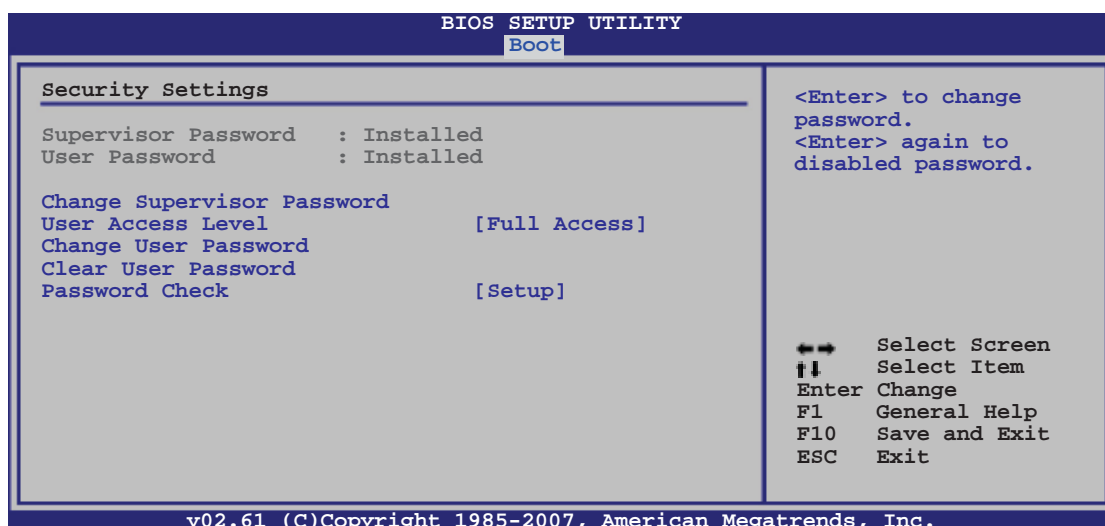 BIOS SETUP UTILITY
Boot
Security Settings
Supervisor Password : Installed
User Password : Installed
Change Supervisor Password
User Access Level [Full Access]
Change User Password
Clear User Password
Password Check [Setup]
<Enter> to change
password.
<Enter> again to
disabled password.
←→ Select Screen
↑↓ Select Item
Enter Change
F1 General Help
F10 Save and Exit
ESC Exit
v02.61 (C)Copyright 1985-2007, American Megatrends, Inc.